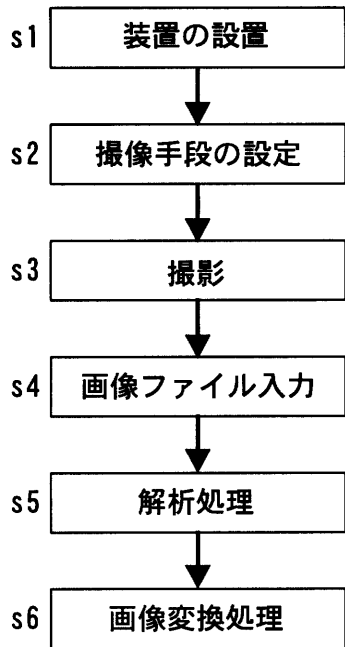 s1 装置の設置
s2 撮像手段の設定
s3 撮影
s4 画像ファイル入力
s5 解析処理
s6 画像変換処理